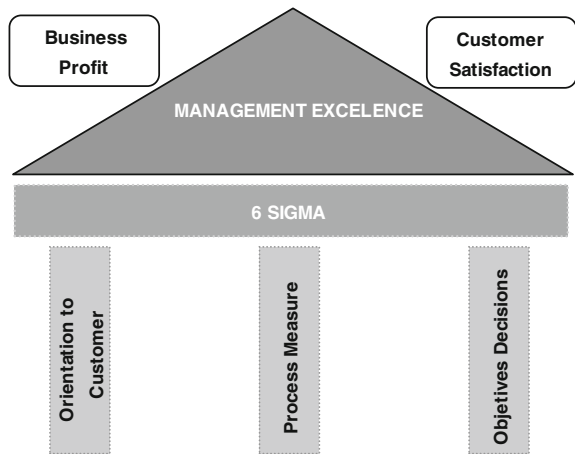 Business
Profit
Customer
Satisfaction
MANAGEMENT EXCELENCE
6 SIGMA
Orientation to
Customer
Process Measure
Objetives Decisions